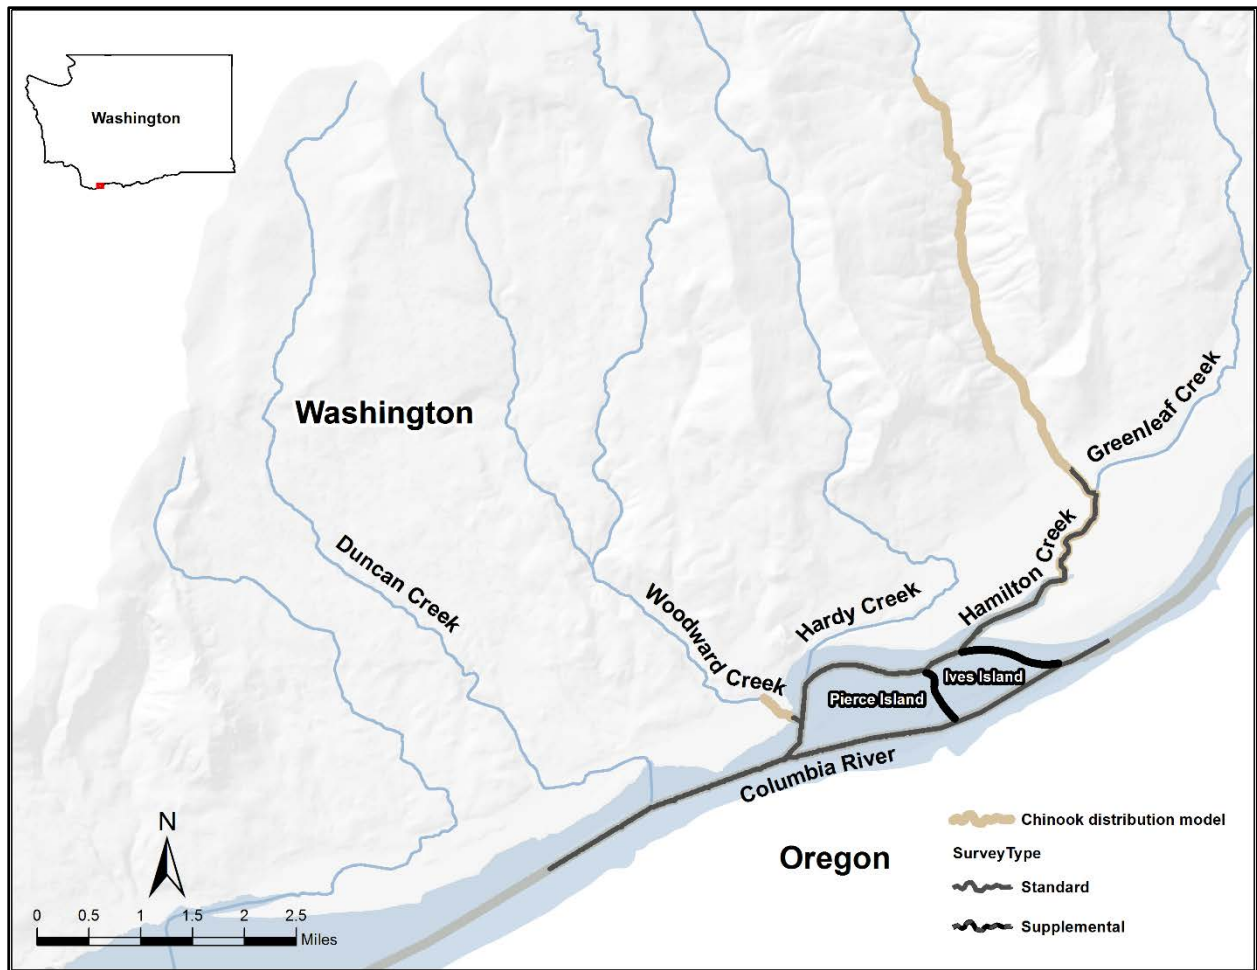 Washington
Washington
Duncan Creek
Woodward Creek
Hardy Creek
Hamilton Creek
Greenleaf Creek
Pierce Island
Ives Island
Columbia River
Oregon
Chinook distribution model
SurveyType
Standard
Supplemental
N
0 0.5 1 1.5 2 2.5
Miles